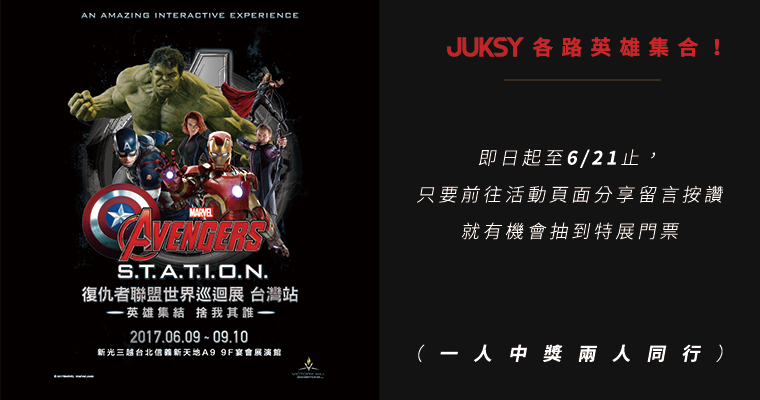 AN AMAZING INTERACTIVE EXPERIENCE
MARVEL
AVENGERS
S.T.A.T.I.O.N.
復仇者聯盟世界巡迴展 台灣站
英雄集結 捨我其誰
2017.06.09 ~ 09.10
新光三越台北信義新天地A9 9F宴會展演館
JUKSY 各路英雄集合！
即日起至6/21止，
只要前往活動頁面分享留言按讚
就有機會抽到特展門票
（一人中獎兩人同行）